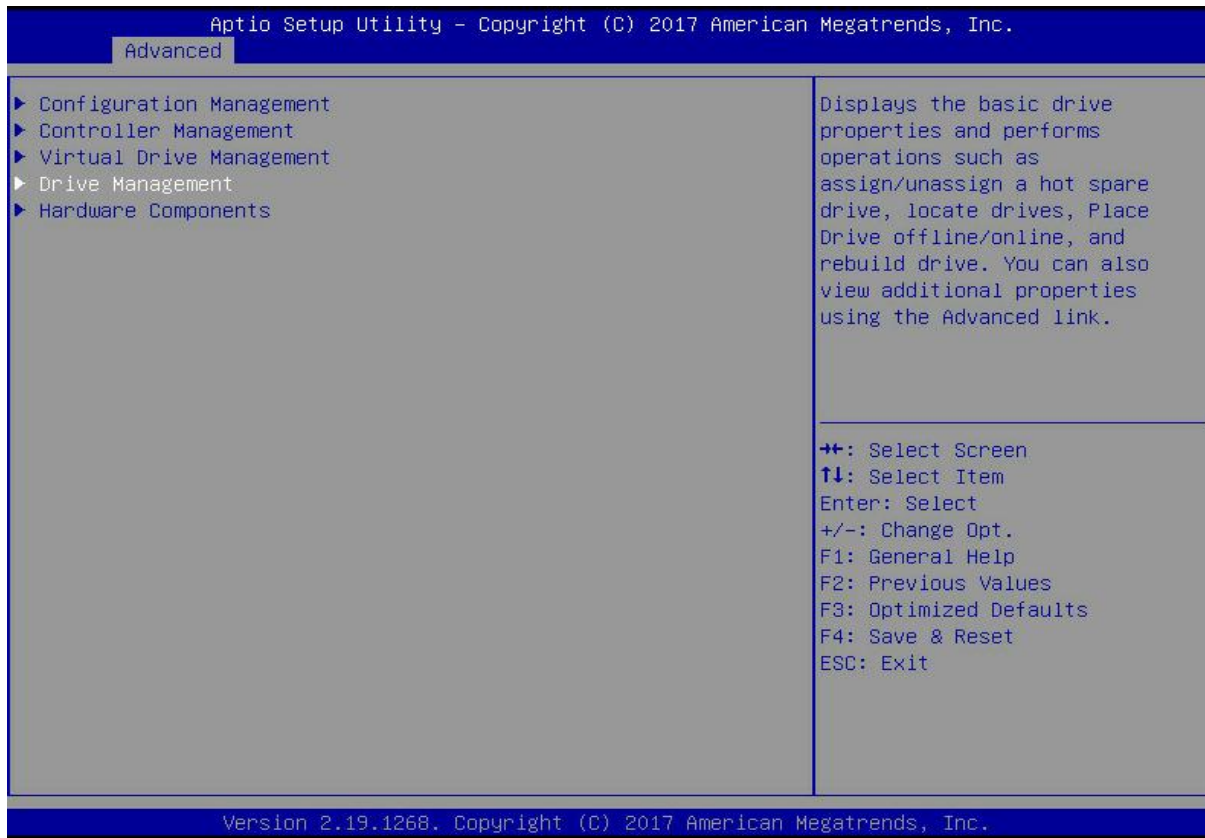 Aptio Setup Utility – Copyright (C) 2017 American Megatrends, Inc.
Advanced
▶ Configuration Management
▶ Controller Management
▶ Virtual Drive Management
▶ Drive Management
▶ Hardware Components
Displays the basic drive
properties and performs
operations such as
assign/unassign a hot spare
drive, locate drives, Place
Drive offline/online, and
rebuild drive. You can also
view additional properties
using the Advanced link.
→←: Select Screen
↑↓: Select Item
Enter: Select
+/-: Change Opt.
F1: General Help
F2: Previous Values
F3: Optimized Defaults
F4: Save & Reset
ESC: Exit
Version 2.19.1268. Copyright (C) 2017 American Megatrends, Inc.